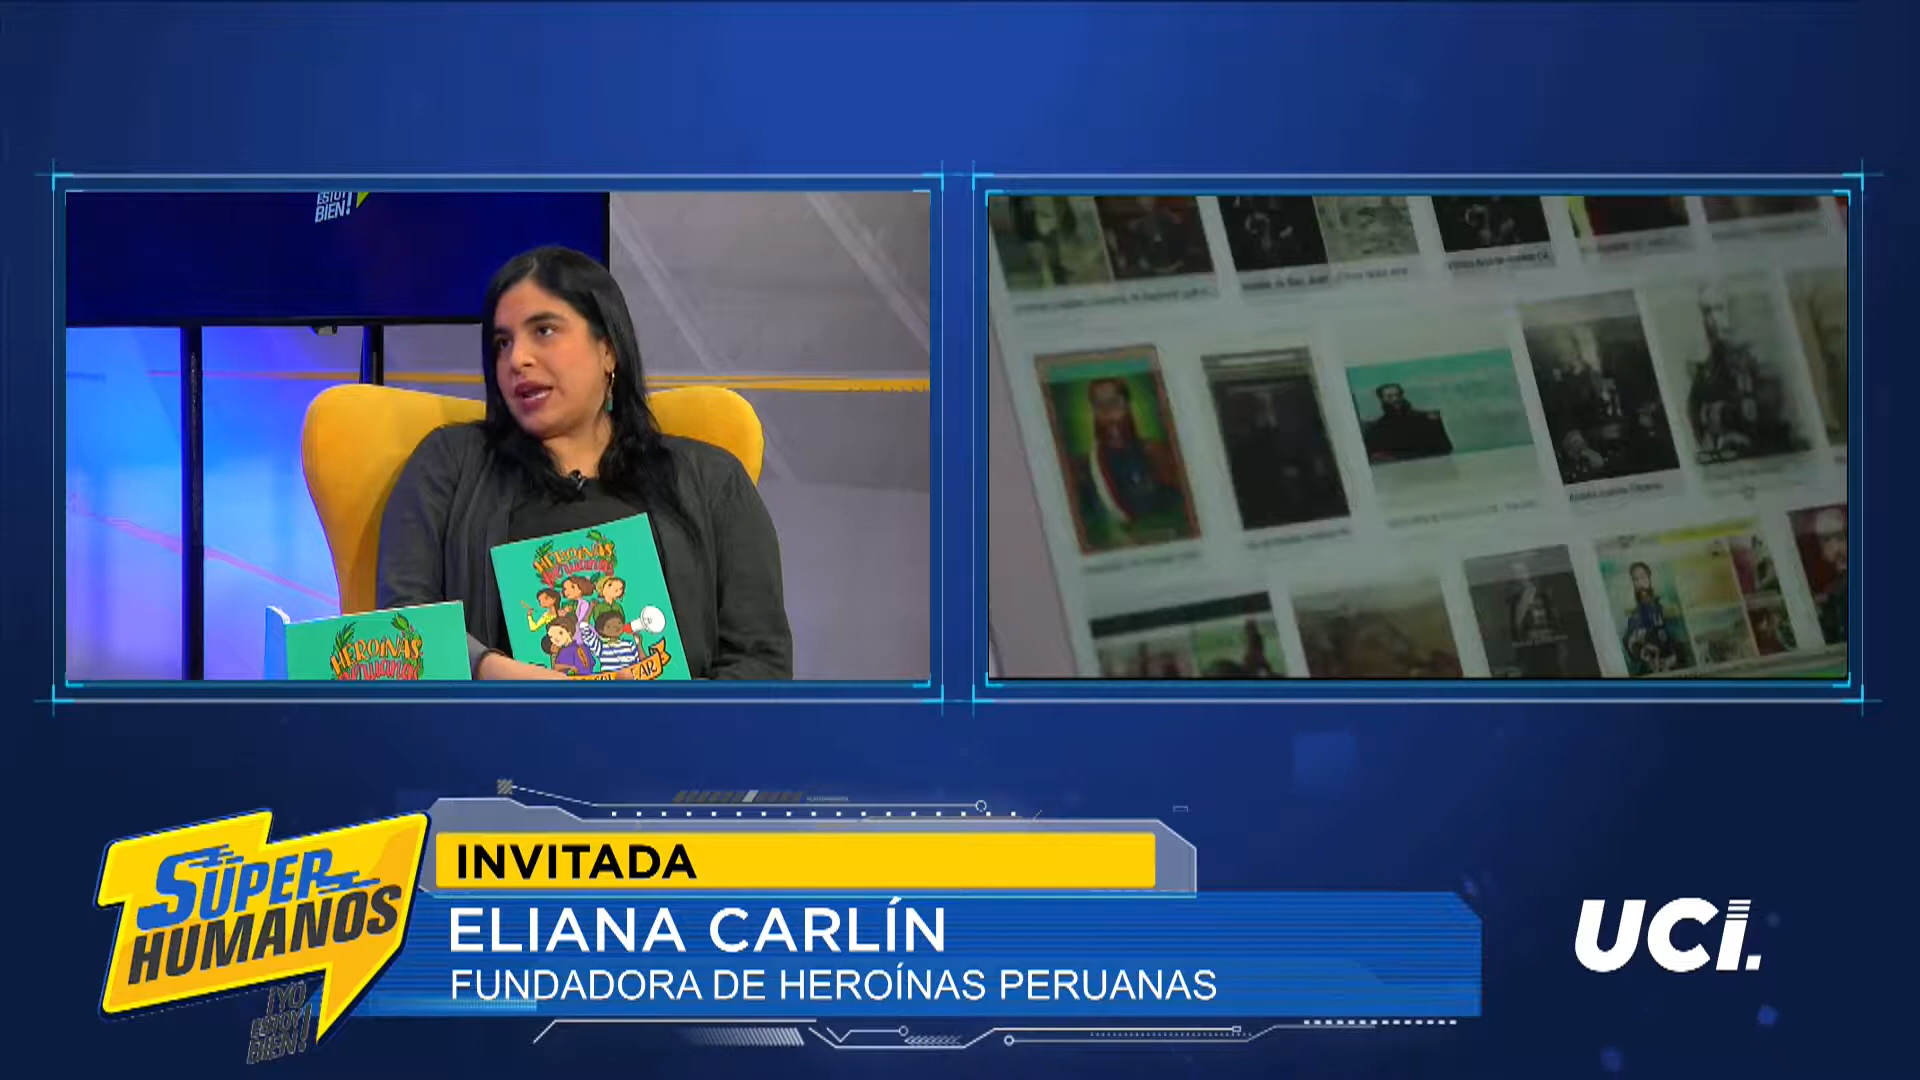 ESTOY
BIEN!
HEROÍNAS
Peruanas
HEROÍNAS
Peruanas
INVITADA
ELIANA CARLÍN
FUNDADORA DE HEROÍNAS PERUANAS
SÚPER
HUMANOS
¡YO
ESTOY
BIEN!
UCI.